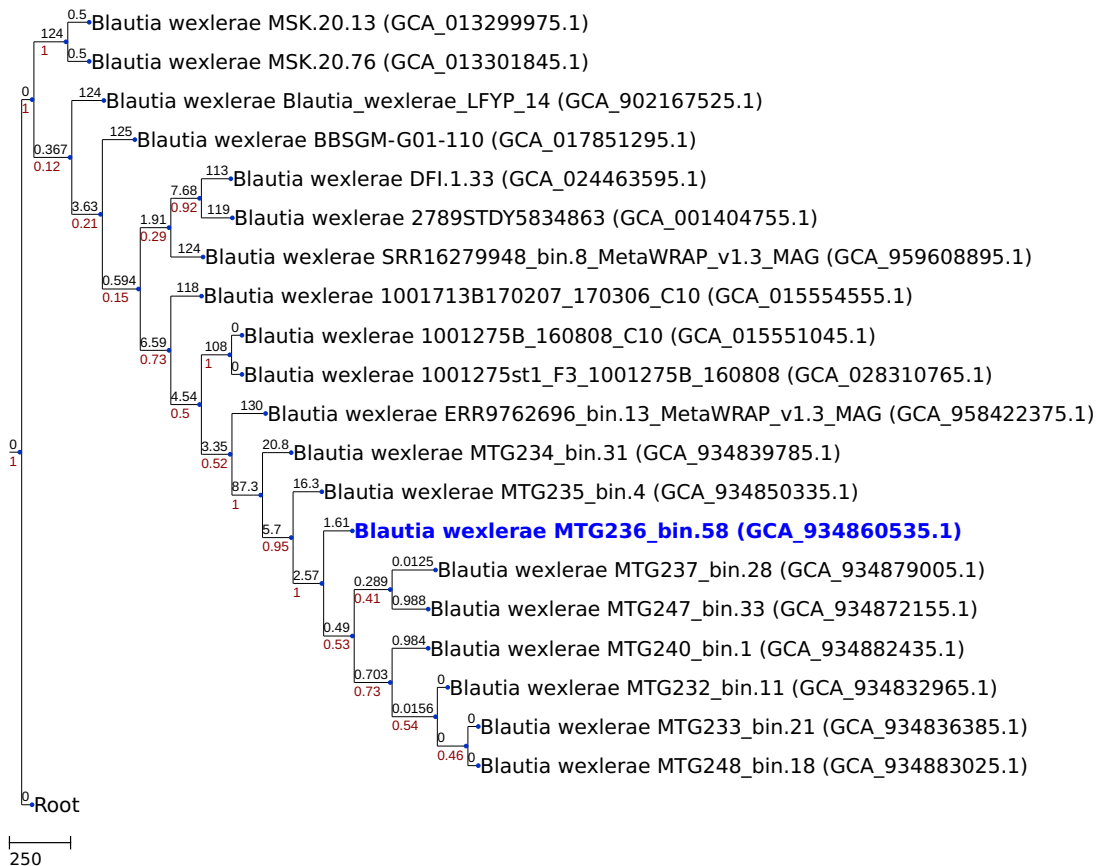 0.5 Blautia wexlerae MSK.20.13 (GCA_013299975.1)
124
1
0.5 Blautia wexlerae MSK.20.76 (GCA_013301845.1)
0
1
124 Blautia wexlerae Blautia_wexlerae_LFYP_14 (GCA_902167525.1)
125 Blautia wexlerae BBSGM-G01-110 (GCA_017851295.1)
0.367
0.12
113 Blautia wexlerae DFI.1.33 (GCA_024463595.1)
7.68
0.92
3.63
0.21
119 Blautia wexlerae 2789STDY5834863 (GCA_001404755.1)
1.91
0.29
124 Blautia wexlerae SRR16279948_bin.8_MetaWRAP_v1.3_MAG (GCA_959608895.1)
0.594
0.15
118 Blautia wexlerae 1001713B170207_170306_C10 (GCA_015554555.1)
0 Blautia wexlerae 1001275B_160808_C10 (GCA_015551045.1)
6.59
0.73
108
1
0 Blautia wexlerae 1001275st1_F3_1001275B_160808 (GCA_028310765.1)
4.54
0.5
130 Blautia wexlerae ERR9762696_bin.13_MetaWRAP_v1.3_MAG (GCA_958422375.1)
0
1
3.35
0.52
20.8 Blautia wexlerae MTG234_bin.31 (GCA_934839785.1)
87.3
1
16.3 Blautia wexlerae MTG235_bin.4 (GCA_934850335.1)
5.7
0.95
1.61 Blautia wexlerae MTG236_bin.58 (GCA_934860535.1)
0.0125 Blautia wexlerae MTG237_bin.28 (GCA_934879005.1)
2.57
1
0.289
0.41
0.988 Blautia wexlerae MTG247_bin.33 (GCA_934872155.1)
0.49
0.53
0.984 Blautia wexlerae MTG240_bin.1 (GCA_934882435.1)
0.703
0.73
0 Blautia wexlerae MTG232_bin.11 (GCA_934832965.1)
0.0156
0.54
0 Blautia wexlerae MTG233_bin.21 (GCA_934836385.1)
0
0.46
0 Blautia wexlerae MTG248_bin.18 (GCA_934883025.1)
0 Root
250